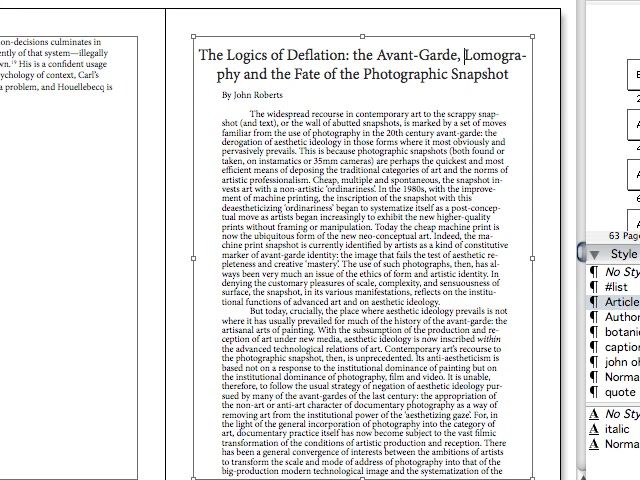 on-decisions culminates in
ently of that system—illegally
wn.¹⁹ His is a confident usage
ychology of context, Carl's
a problem, and Houellebecq is
The Logics of Deflation: the Avant-Garde, Lomogra-
phy and the Fate of the Photographic Snapshot
By John Roberts
The widespread recourse in contemporary art to the scrappy snap-
shot (and text), or the wall of abutted snapshots, is marked by a set of moves
familiar from the use of photography in the 20th century avant-garde: the
derogation of aesthetic ideology in those forms where it most obviously and
pervasively prevails. This is because photographic snapshots (both found or
taken, on instamatics or 35mm cameras) are perhaps the quickest and most
efficient means of deposing the traditional categories of art and the norms of
artistic professionalism. Cheap, multiple and spontaneous, the snapshot in-
vests art with a non-artistic 'ordinariness'. In the 1980s, with the improve-
ment of machine printing, the inscription of the snapshot with this
deaestheticizing 'ordinariness' began to systematize itself as a post-concep-
tual move as artists began increasingly to exhibit the new higher-quality
prints without framing or manipulation. Today the cheap machine print is
now the ubiquitous form of the new neo-conceptual art. Indeed, the ma-
chine print snapshot is currently identified by artists as a kind of constitutive
marker of avant-garde identity: the image that fails the test of aesthetic re-
pleteness and creative 'mastery'. The use of such photographs, then, has al-
ways been very much an issue of the ethics of form and artistic identity. In
denying the customary pleasures of scale, complexity, and sensuousness of
surface, the snapshot, in its various manifestations, reflects on the institu-
tional functions of advanced art and on aesthetic ideology.
But today, crucially, the place where aesthetic ideology prevails is not
where it has usually prevailed for much of the history of the avant-garde: the
artisanal arts of painting. With the subsumption of the production and re-
ception of art under new media, aesthetic ideology is now inscribed within
the advanced technological relations of art. Contemporary art's recourse to
the photographic snapshot, then, is unprecedented. Its anti-aestheticism is
based not on a response to the institutional dominance of painting but on
the institutional dominance of photography, film and video. It is unable,
therefore, to follow the usual strategy of negation of aesthetic ideology pur-
sued by many of the avant-gardes of the last century: the appropriation of
the non-art or anti-art character of documentary photography as a way of
removing art from the institutional power of the 'aesthetizing gaze'. For, in
the light of the general incorporation of photography into the category of
art, documentary practice itself has now become subject to the vast filmic
transformation of the conditions of artistic production and reception. There
has been a general convergence of interests between the ambitions of artists
to transform the scale and mode of address of photography into that of the
big-production modern technological image and the systematization of the
63 Page
Style
¶ No Sty
¶ #list
¶ Article
¶ Autho
¶ botani
¶ captio
¶ john ol
¶ Norma
¶ quote
A No Sty
A italic
A Norma